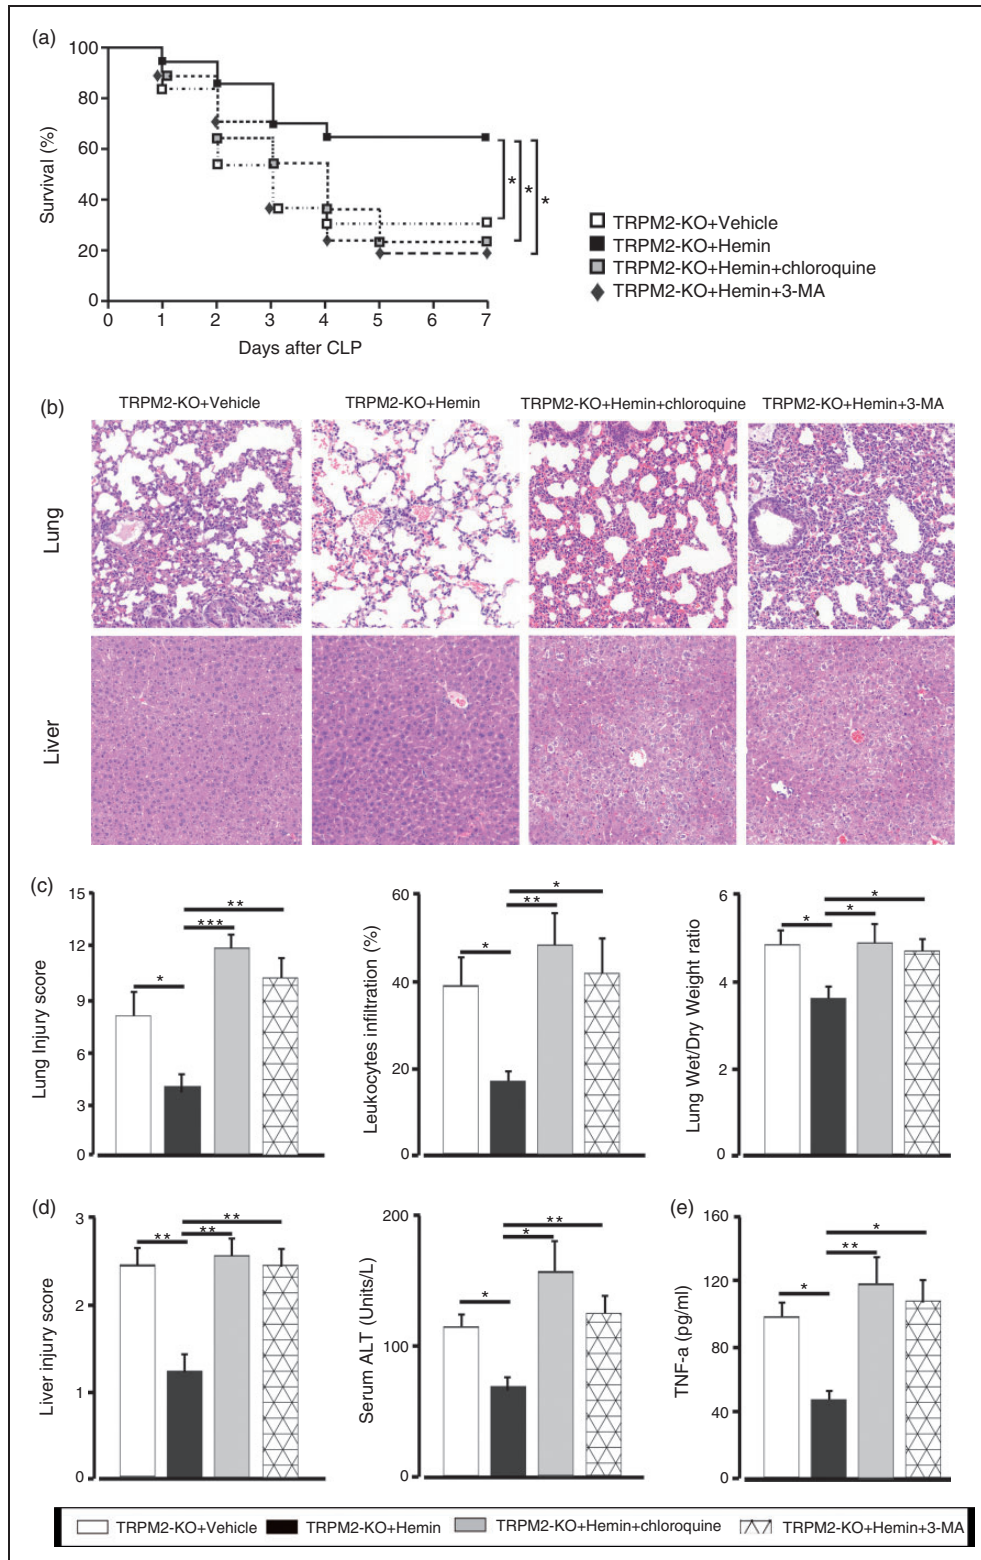 (a)
100
80
60
40
20
0
Survival (%)
0 1 2 3 4 5 6 7
Days after CLP
* * *
TRPM2-KO+Vehicle
TRPM2-KO+Hemin
TRPM2-KO+Hemin+chloroquine
TRPM2-KO+Hemin+3-MA
(b)
TRPM2-KO+Vehicle TRPM2-KO+Hemin TRPM2-KO+Hemin+chloroquine TRPM2-KO+Hemin+3-MA
Lung
Liver
(c)
15
12
9
6
3
0
Lung Injury score
*
***
**
60
40
20
0
Leukocytes infiltration (%)
*
**
*
6
4
2
0
Lung Wet/Dry Weight ratio
*
*
*
(d)
3
2
1
0
Liver injury score
**
**
**
200
100
0
Serum ALT (Units/L)
*
*
**
(e)
160
120
80
40
0
TNF-a (pg/ml)
*
**
*
TRPM2-KO+Vehicle TRPM2-KO+Hemin TRPM2-KO+Hemin+chloroquine TRPM2-KO+Hemin+3-MA